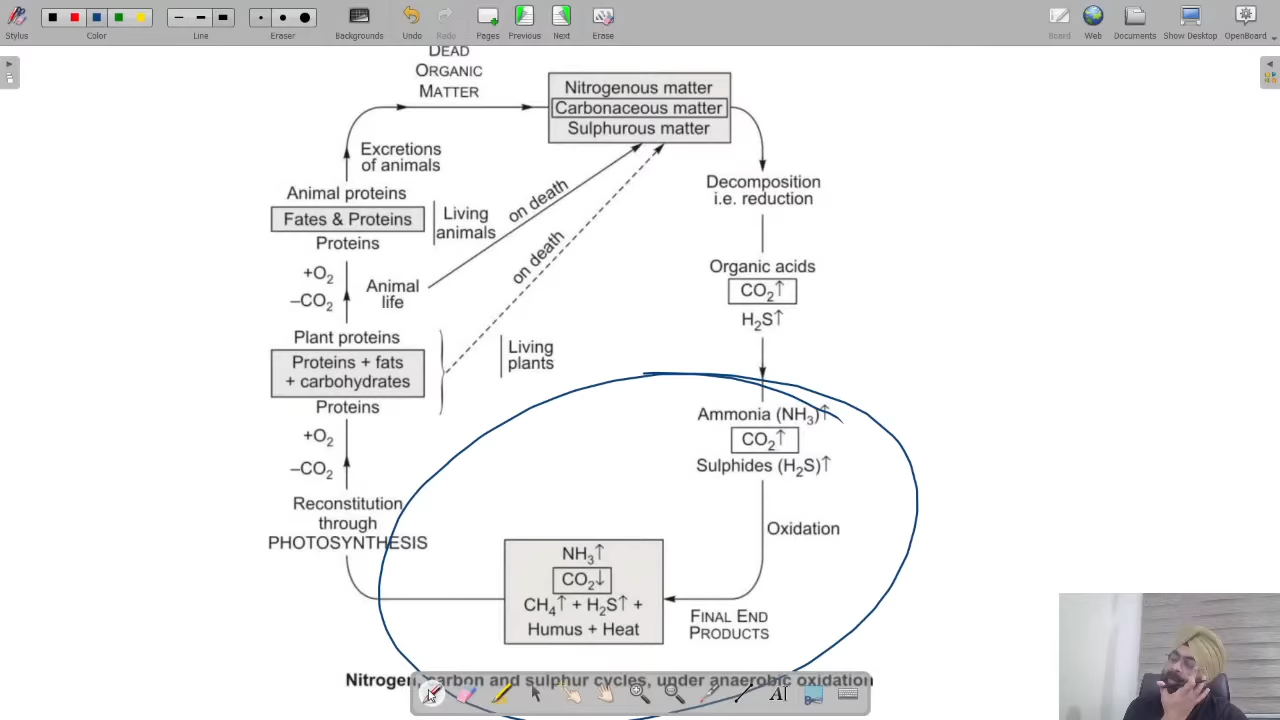 Stylus
Color
Line
Eraser
Backgrounds
Undo
Redo
Pages
Previous
Next
Erase
Board
Web
Documents
Show Desktop
OpenBoard
DEAD
ORGANIC
MATTER
Nitrogenous matter
Carbonaceous matter
Sulphurous matter
Excretions
of animals
Animal proteins
Fates & Proteins
Proteins
Living
animals
on death
on death
Decomposition
i.e. reduction
+O₂
–CO₂
Animal
life
Organic acids
CO₂↑
H₂S↑
Plant proteins
Proteins + fats
+ carbohydrates
Proteins
Living
plants
+O₂
–CO₂
Ammonia (NH₃)↑
CO₂↑
Sulphides (H₂S)↑
Reconstitution
through
PHOTOSYNTHESIS
Oxidation
NH₃↑
CO₂↓
CH₄↑ + H₂S↑ +
Humus + Heat
FINAL END
PRODUCTS
Nitrogen, carbon and sulphur cycles, under anaerobic oxidation